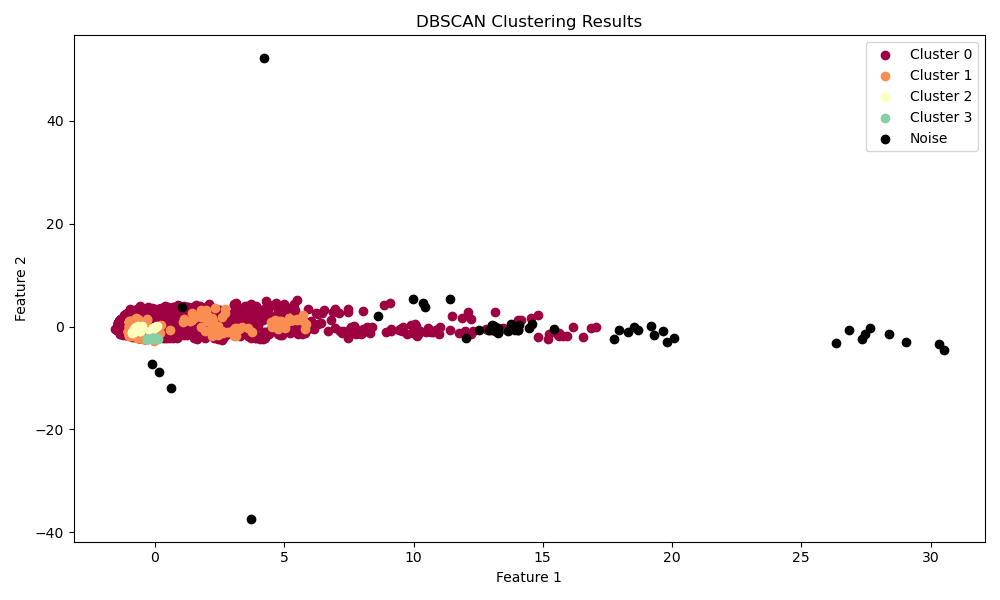 DBSCAN Clustering Results
Cluster 0
Cluster 1
Cluster 2
Cluster 3
Noise
Feature 2
40
20
0
−20
−40
0
5
10
15
20
25
30
Feature 1